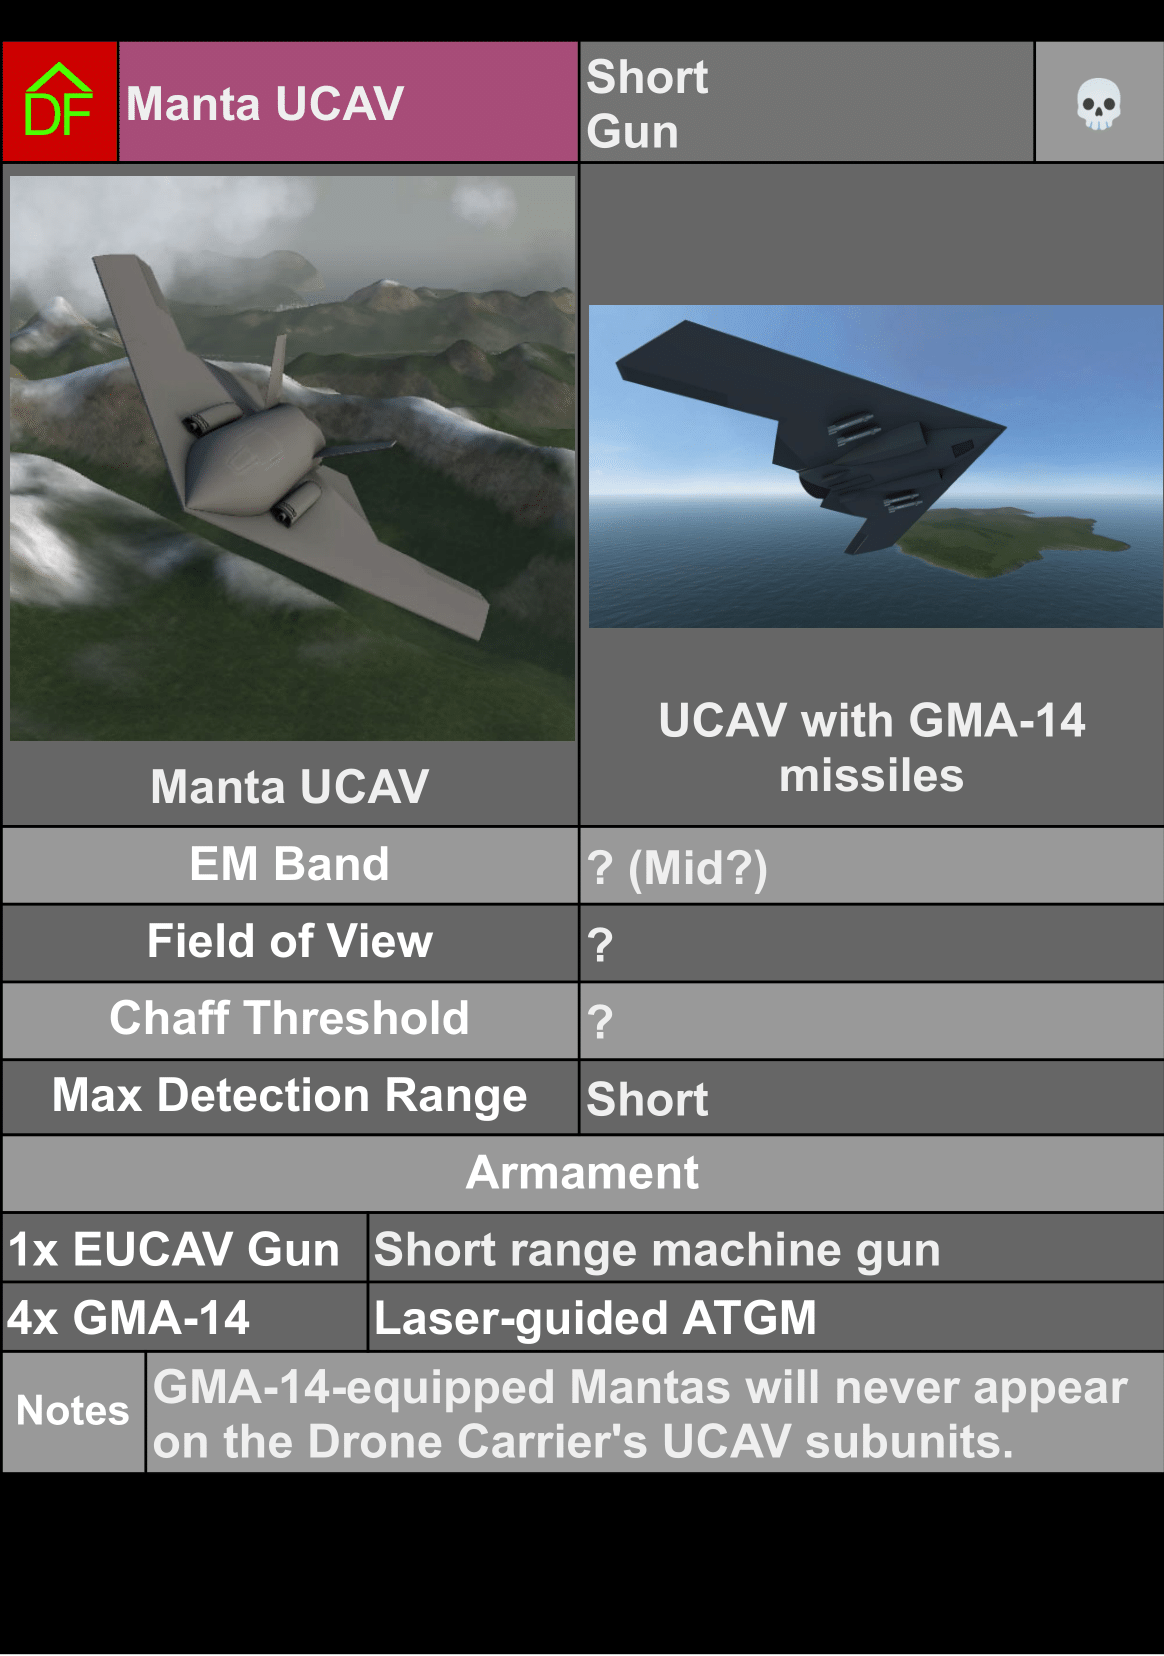 DF
Manta UCAV
Short
Gun
Manta UCAV
UCAV with GMA-14
missiles
EM Band
? (Mid?)
Field of View
?
Chaff Threshold
?
Max Detection Range
Short
Armament
1x EUCAV Gun
Short range machine gun
4x GMA-14
Laser-guided ATGM
Notes
GMA-14-equipped Mantas will never appear
on the Drone Carrier's UCAV subunits.